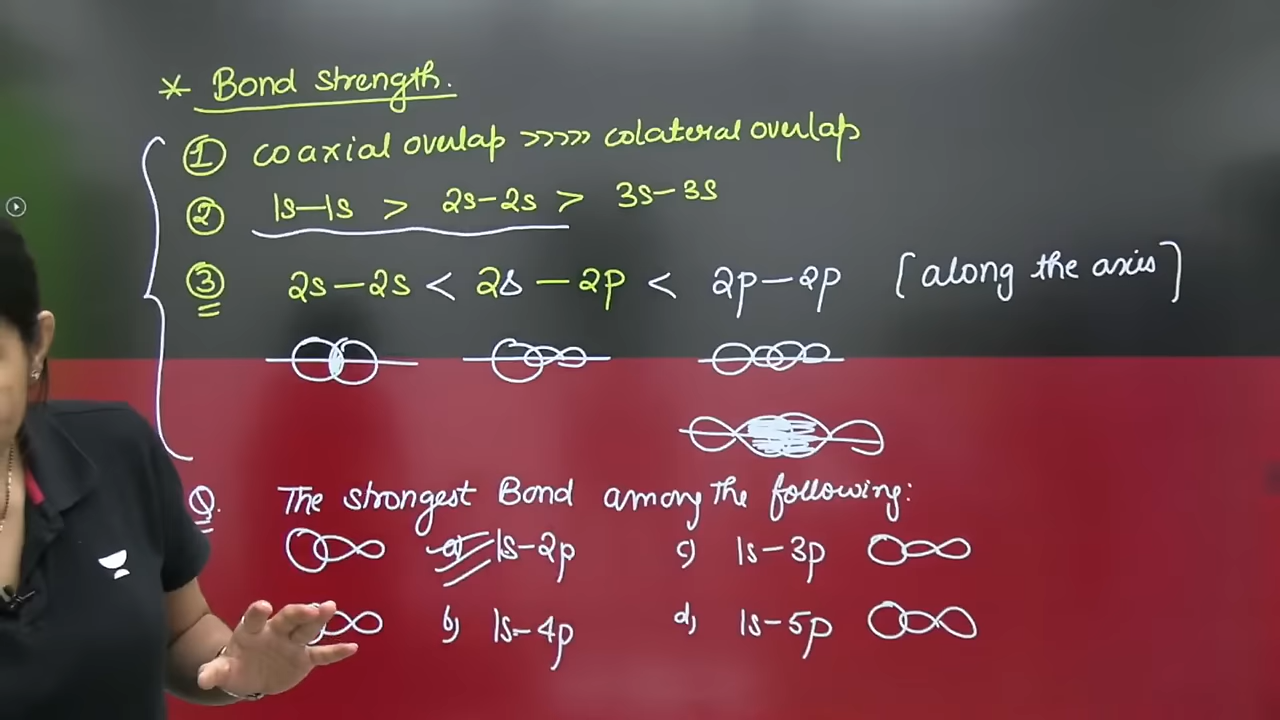 * Bond strength.
① coaxial overlap >>>>> colateral overlap
② 1s-1s > 2s-2s > 3s-3s
③ 2s-2s < 2s-2p < 2p-2p [along the axis]
Q. The strongest Bond among the following:
a) 1s-2p c) 1s-3p
b) 1s-4p d) 1s-5p